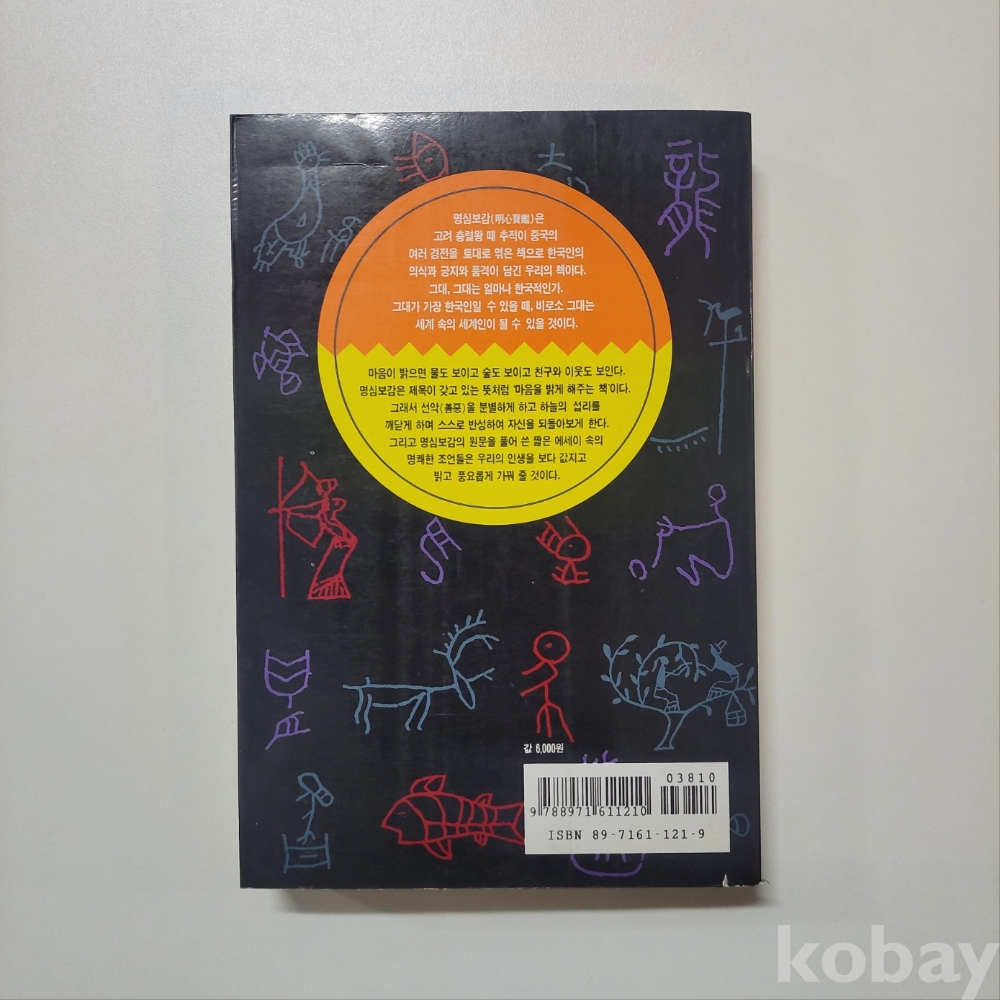 명심보감(明心寶鑑)은
고려 충렬왕 때 추적이 중국의
여러 경전을 토대로 엮은 책으로 한국인의
의식과 긍지와 품격이 담긴 우리의 책이다.
그대, 그대는 얼마나 한국적인가.
그대가 가장 한국인일 수 있을 때, 비로소 그대는
세계 속의 세계인이 될 수 있을 것이다.
마음이 밝으면 물도 보이고 숲도 보이고 친구와 이웃도 보인다.
명심보감은 제목이 갖고 있는 뜻처럼 '마음을 밝게 해주는 책'이다.
그래서 선악(善惡)을 분별하게 하고 하늘의 섭리를
깨닫게 하며 스스로 반성하여 자신을 되돌아보게 한다.
그리고 명심보감의 원문을 풀어 쓴 짧은 에세이 속의
명쾌한 조언들은 우리의 인생을 보다 값지고
밝고 풍요롭게 가꿔 줄 것이다.
값 6,000원
03810
9 788971 611210
ISBN 89-7161-121-9
kobay